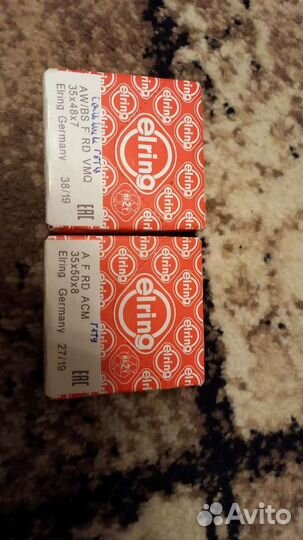 AW/BS F RD VMQ
35x48x7
Elring Germany 38/19
EAC
elring
A F RD ACM
35x50x8
Elring Germany 27/19
EAC
elring
Avito